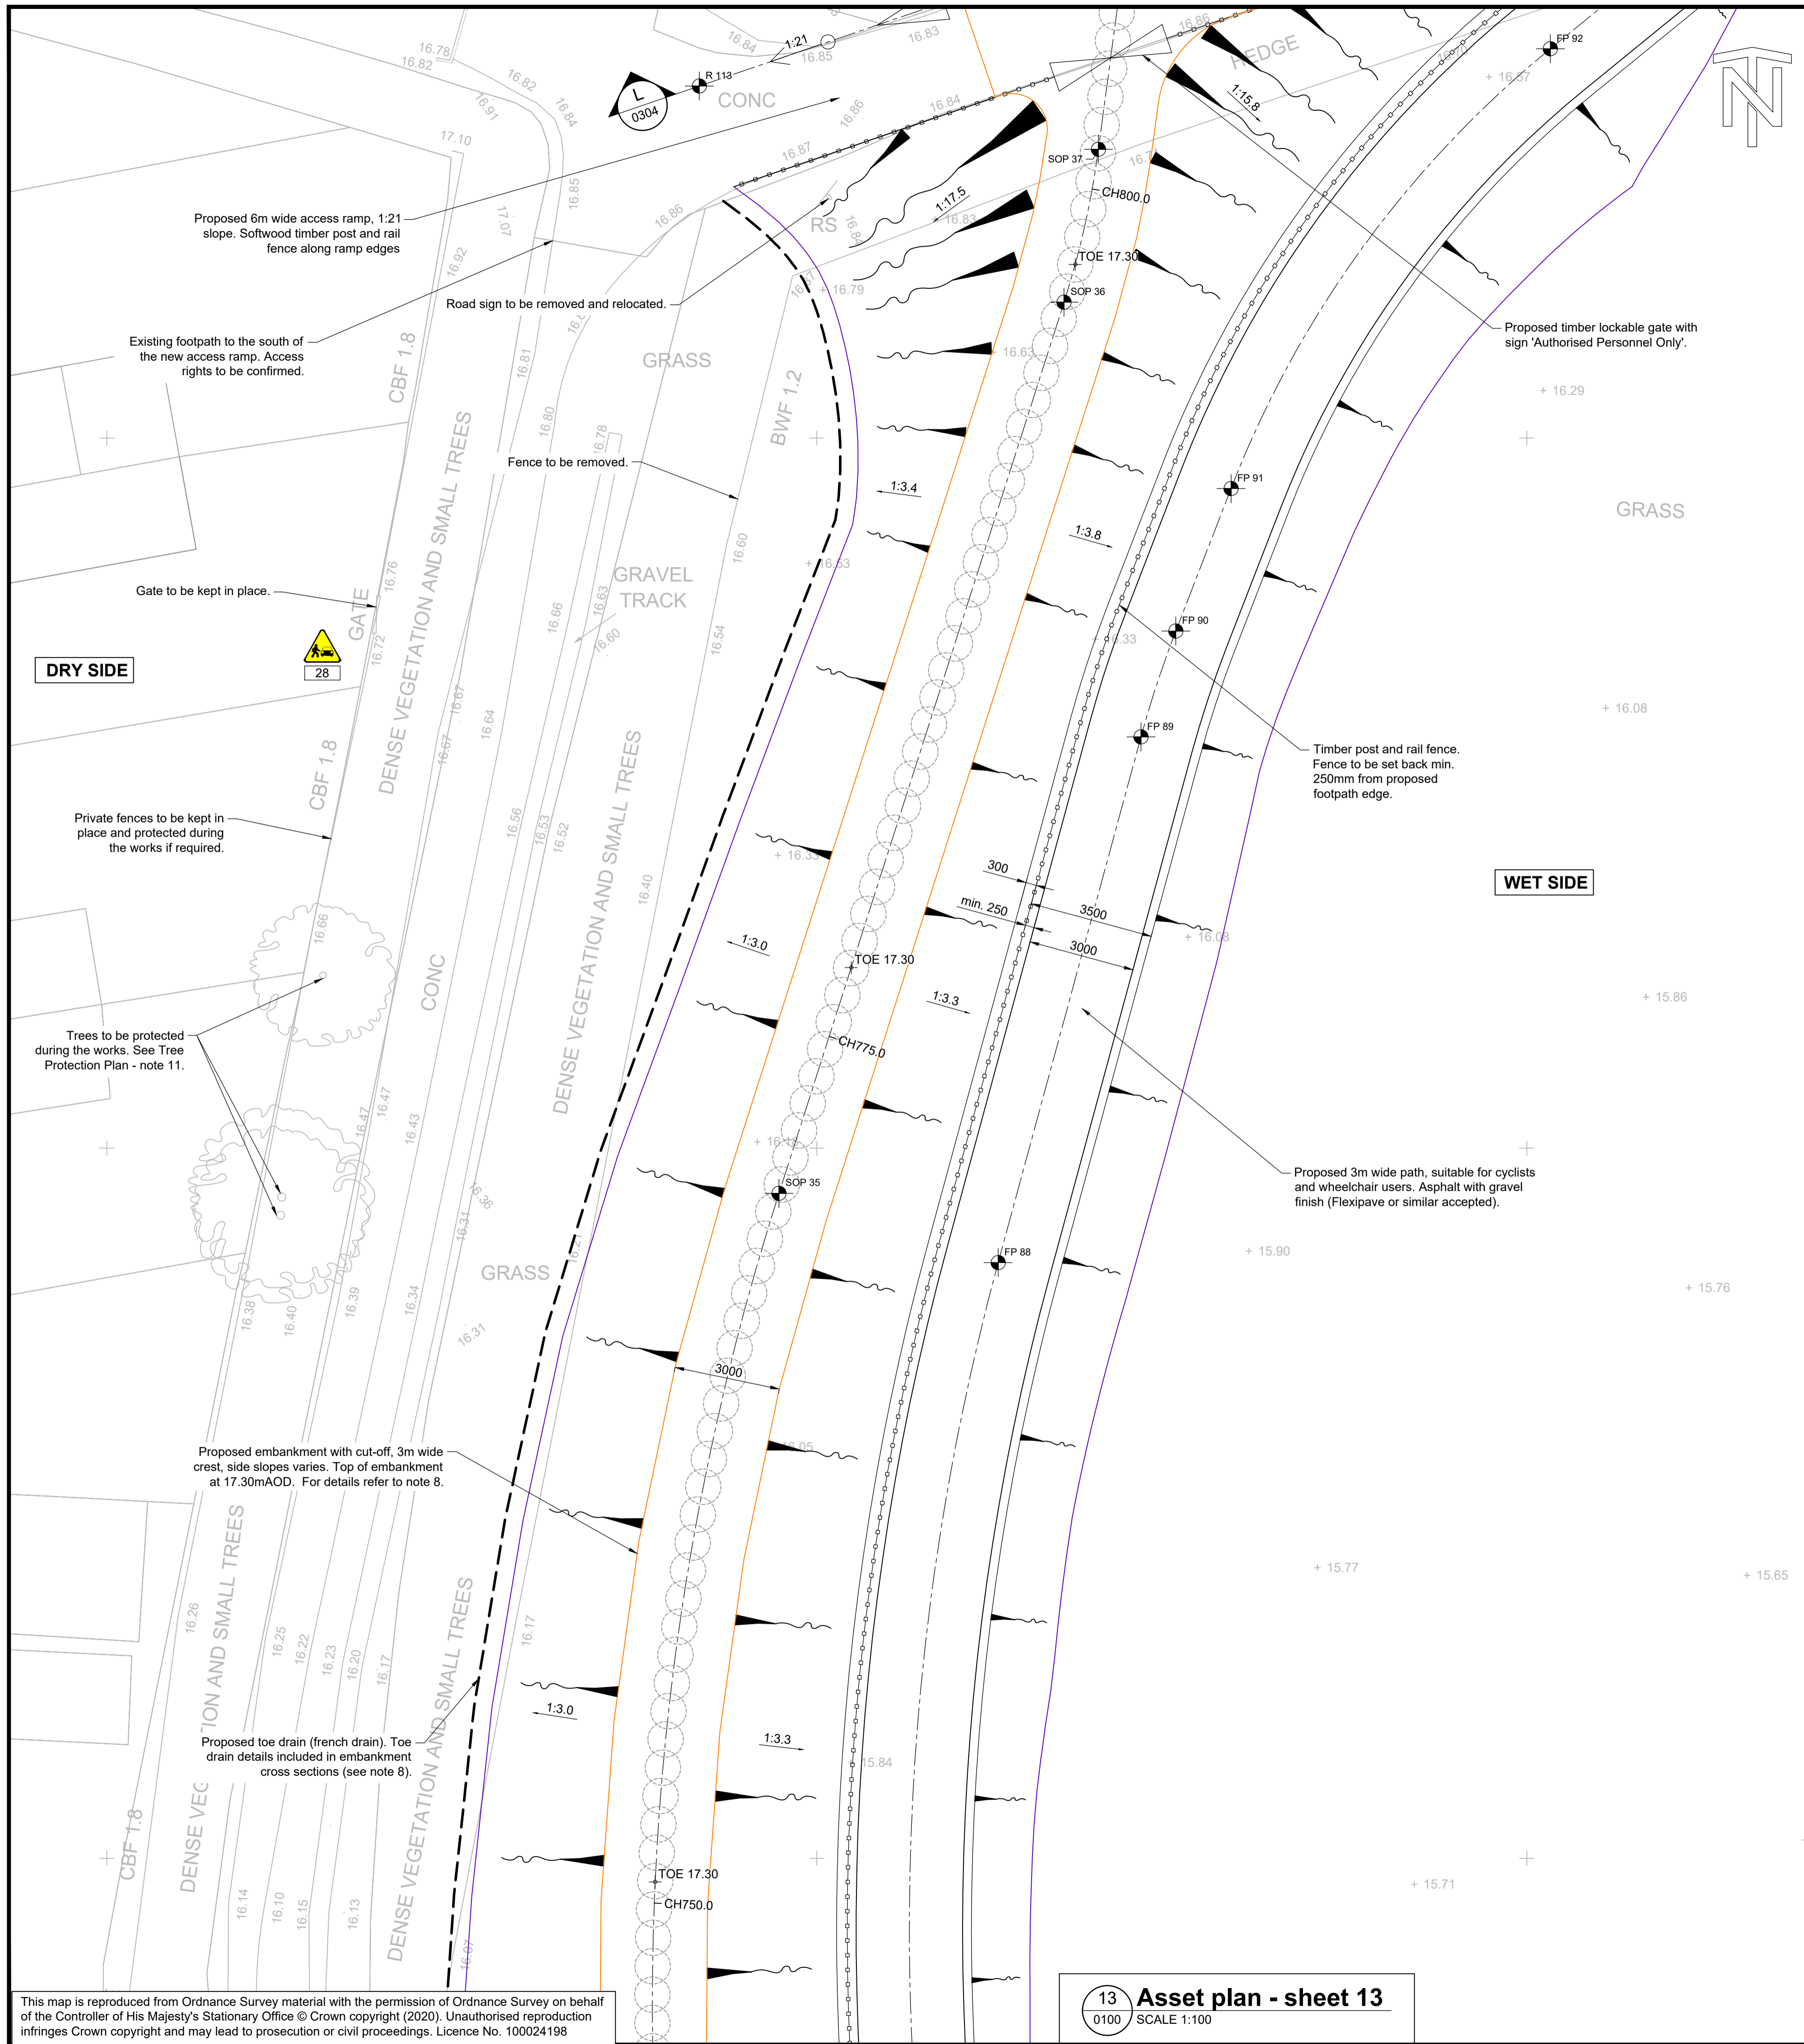 16.78
16.82
16.84
16.83
16.86
1:21
16.85
FP 92
HEDGE
+ 16.57
R 113
L
0304
CONC
16.82
16.91
16.84
16.86
16.84
1:15.8
17.10
16.87
SOP 37
CH800.0
16.85
17.07
1:17.5
+ 16.83
Proposed 6m wide access ramp, 1:21
slope. Softwood timber post and rail
fence along ramp edges
16.86
RS
16.92
TOE 17.30
+ 16.79
SOP 36
Road sign to be removed and relocated.
Existing footpath to the south of
the new access ramp. Access
rights to be confirmed.
Proposed timber lockable gate with
sign 'Authorised Personnel Only'.
CBF 1.8
16.81
GRASS
+ 16.63
+ 16.29
BWF 1.2
16.80
16.78
DENSE VEGETATION AND SMALL TREES
Fence to be removed.
1:3.4
FP 91
GRASS
1:3.8
16.60
+ 16.53
GRAVEL
TRACK
16.76
Gate to be kept in place.
GATE
16.63
16.66
16.60
16.54
FP 90
+ 16.33
DRY SIDE
28
16.72
16.67
16.64
16.67
+ 16.08
FP 89
Timber post and rail fence.
Fence to be set back min.
250mm from proposed
footpath edge.
CBF 1.8
Private fences to be kept in
place and protected during
the works if required.
16.56
16.53
16.52
DENSE VEGETATION AND SMALL TREES
+ 16.33
16.40
300
min. 250
3500
3000
WET SIDE
16.66
+ 16.08
1:3.0
TOE 17.30
CONC
1:3.3
+ 15.86
Trees to be protected
during the works. See Tree
Protection Plan - note 11.
CH775.0
16.47
16.47
16.43
SOP 35
Proposed 3m wide path, suitable for cyclists
and wheelchair users. Asphalt with gravel
finish (Flexipave or similar accepted).
16.36
16.31
16.21
FP 88
+ 15.90
GRASS
+ 15.76
16.38
16.40
16.39
16.34
16.31
3000
Proposed embankment with cut-off, 3m wide
crest, side slopes varies. Top of embankment
at 17.30mAOD. For details refer to note 8.
16.05
+ 15.77
+ 15.65
16.26
16.25
16.22
16.23
16.20
16.17
16.17
DENSE VEGETATION AND SMALL TREES
1:3.0
1:3.3
15.84
Proposed toe drain (french drain). Toe
drain details included in embankment
cross sections (see note 8).
CBF 1.8
DENSE VEGETATION AND SMALL TREES
TOE 17.30
CH750.0
+ 15.71
16.14
16.10
16.15
16.13
16.07
This map is reproduced from Ordnance Survey material with the permission of Ordnance Survey on behalf
of the Controller of His Majesty's Stationary Office © Crown copyright (2020). Unauthorised reproduction
infringes Crown copyright and may lead to prosecution or civil proceedings. Licence No. 100024198
13
0100
Asset plan - sheet 13
SCALE 1:100